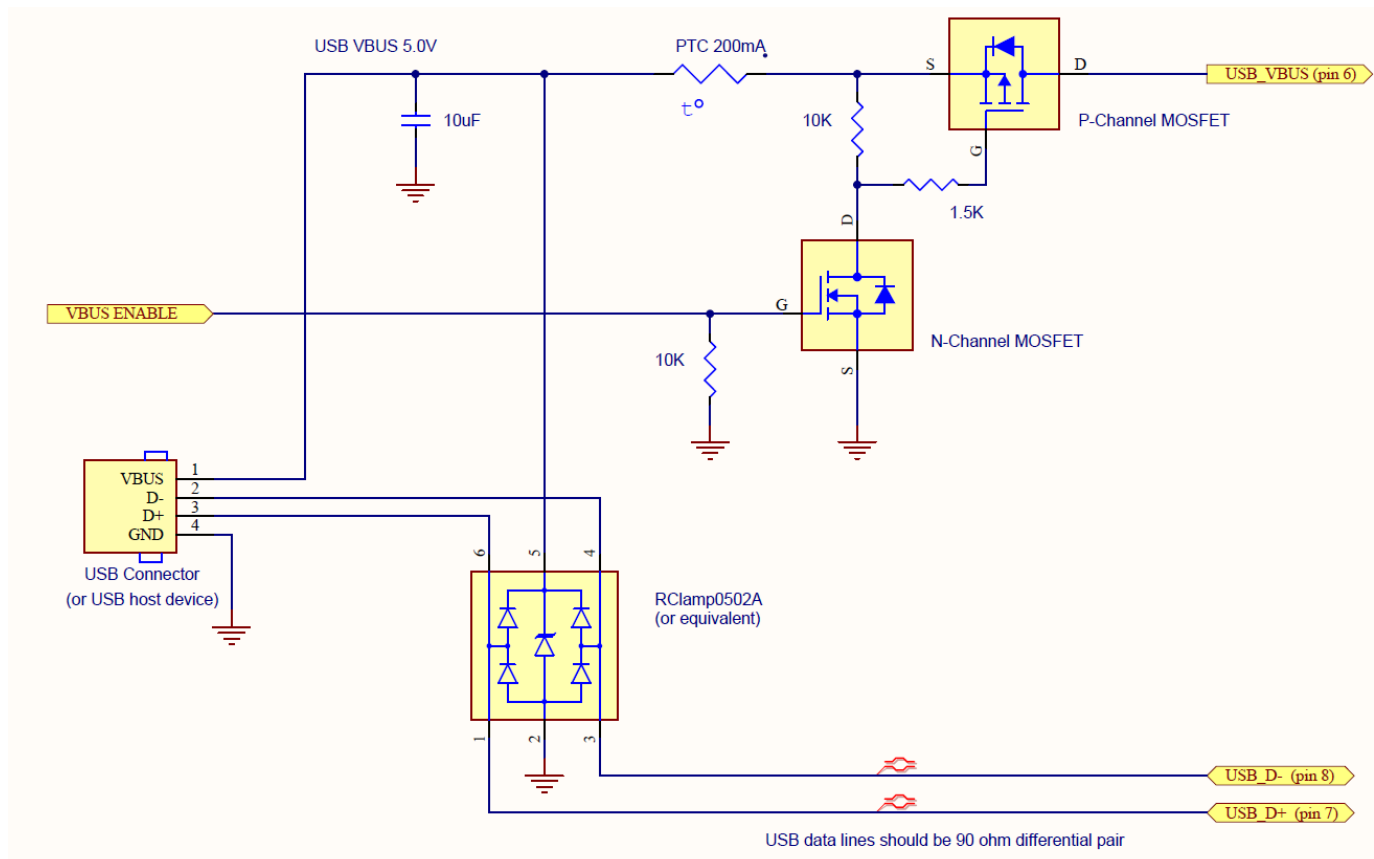 USB VBUS 5.0V
PTC 200mA
t°
10uF
10K
S
D
G
USB_VBUS (pin 6)
P-Channel MOSFET
1.5K
D
G
S
N-Channel MOSFET
VBUS ENABLE
10K
VBUS
D-
D+
GND
1
2
3
4
USB Connector
(or USB host device)
6
5
4
RClamp0502A
(or equivalent)
1
2
3
USB_D- (pin 8)
USB_D+ (pin 7)
USB data lines should be 90 ohm differential pair